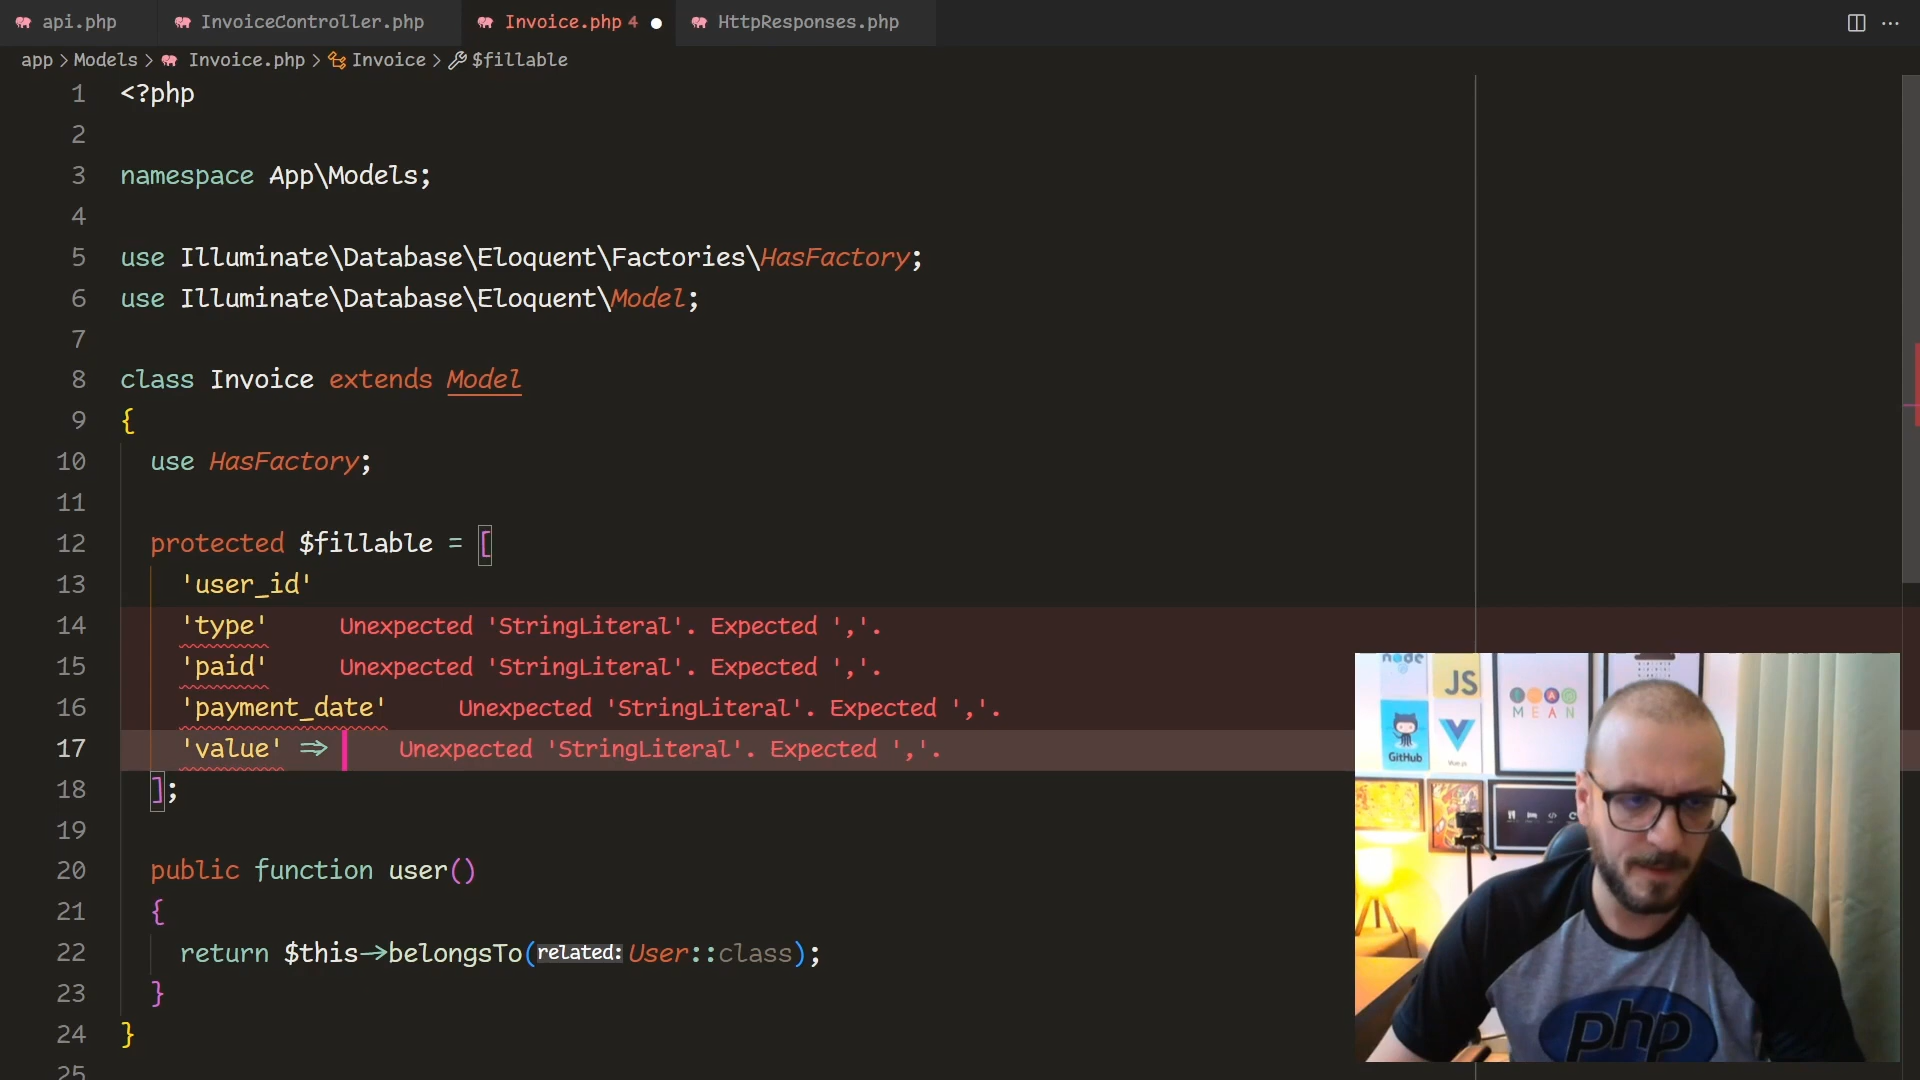 api.php InvoiceController.php Invoice.php 4 HttpResponses.php
app > Models > Invoice.php > Invoice > $fillable
1 <?php
2
3 namespace App\Models;
4
5 use Illuminate\Database\Eloquent\Factories\HasFactory;
6 use Illuminate\Database\Eloquent\Model;
7
8 class Invoice extends Model
9 {
10 use HasFactory;
11
12 protected $fillable = [
13 'user_id'
14 'type' Unexpected 'StringLiteral'. Expected ','.
15 'paid' Unexpected 'StringLiteral'. Expected ','.
16 'payment_date' Unexpected 'StringLiteral'. Expected ','.
17 'value' => Unexpected 'StringLiteral'. Expected ','.
18 ];
19
20 public function user()
21 {
22 return $this->belongsTo(related:User::class);
23 }
24 }
25
node
JS
MEAN
GitHub
Vue.js
php